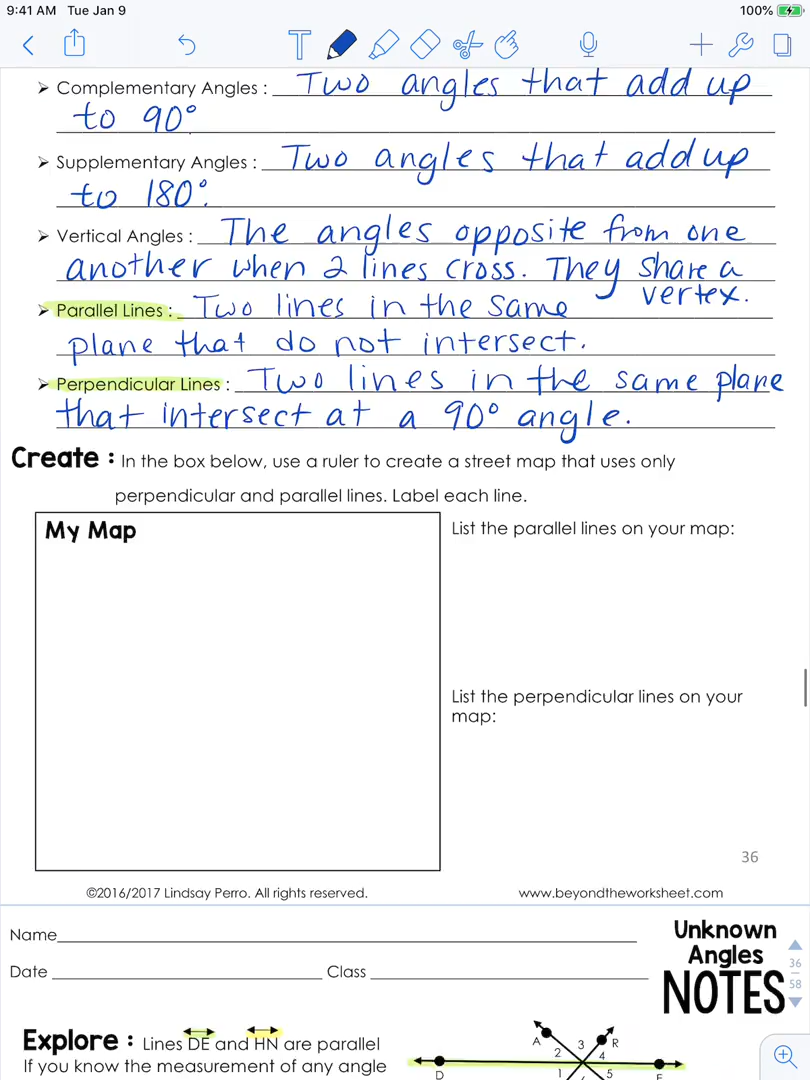 9:41 AM Tue Jan 9 100%
➤ Complementary Angles : Two angles that add up
to 90°
➤ Supplementary Angles : Two angles that add up
to 180°.
➤ Vertical Angles : The angles opposite from one
another when 2 lines cross. They share a
vertex.
➤ Parallel Lines : Two lines in the same
plane that do not intersect.
➤ Perpendicular Lines : Two lines in the same plane
that intersect at a 90° angle.
Create : In the box below, use a ruler to create a street map that uses only
perpendicular and parallel lines. Label each line.
My Map
List the parallel lines on your map:
List the perpendicular lines on your
map:
36
©2016/2017 Lindsay Perro. All rights reserved. www.beyondtheworksheet.com
Name
Unknown
Angles
NOTES
Date Class
36
58
Explore : Lines DE and HN are parallel
If you know the measurement of any angle
A 3 R
2 4
D 1 5